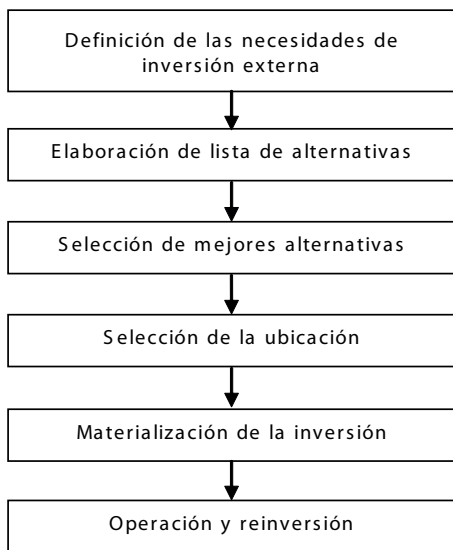 Definición de las necesidades de
inversión externa
Elaboración de lista de alternativas
Selección de mejores alternativas
Selección de la ubicación
Materialización de la inversión
Operación y reinversión